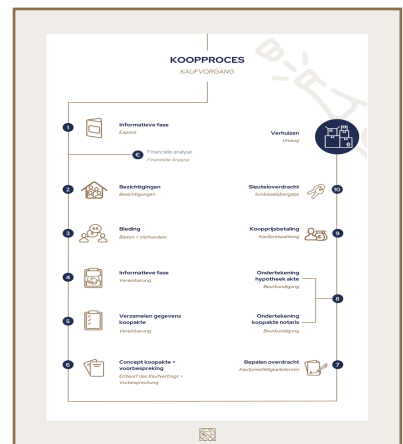 KOOPPROCES
KAUFVORGANG
1
Informatieve fase
Exposé
€
Financiële analyse
Finanzielle Analyse
2
Bezichtigingen
Besichtigungen
3
Bieding
Bieten + Verhandeln
4
Informatieve fase
Vereinbarung
5
Verzamelen gegevens
koopakte
Vereinbarung
6
Concept koopakte +
voorbespreking
Entwurf des Kaufvertrags +
Vorbesprechung
Verhuizen
Umzug
Sleuteloverdracht
Schlüsselübergabe
10
Koopprijsbetaling
Kaufpreiszahlung
9
Ondertekening
hypotheek akte
Beurkundigung
8
Ondertekening
koopakte notaris
Beurkundigung
Bepalen overdracht
Kaufpreisfälligkeitstermin
7